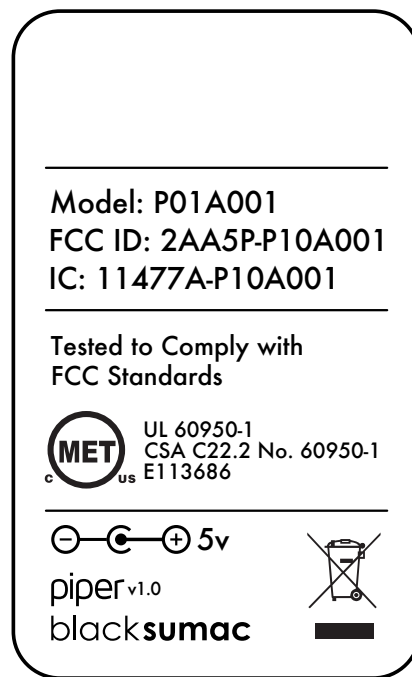 Model: P01A001
FCC ID: 2AA5P-P10A001
IC: 11477A-P10A001
Tested to Comply with
FCC Standards
MET
c us
UL 60950-1
CSA C22.2 No. 60950-1
E113686
5v
piper v1.0
blacksumac